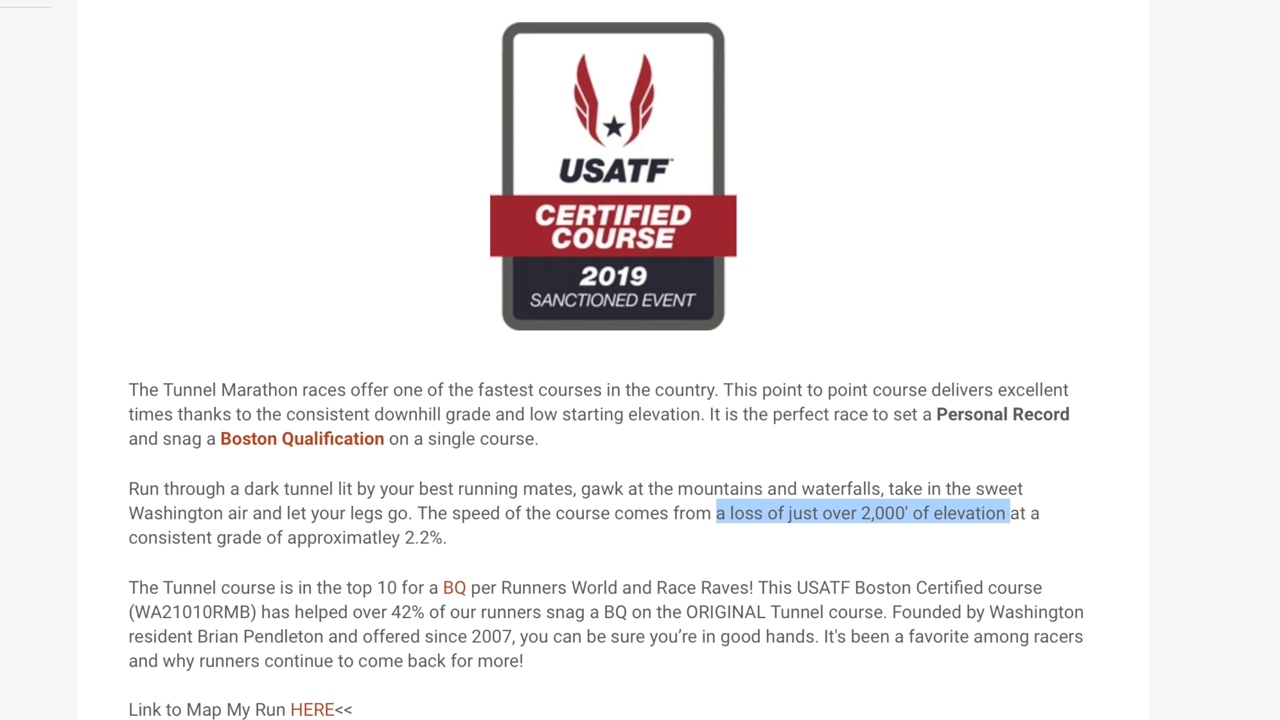 USATF
CERTIFIED
COURSE
2019
SANCTIONED EVENT
The Tunnel Marathon races offer one of the fastest courses in the country. This point to point course delivers excellent
times thanks to the consistent downhill grade and low starting elevation. It is the perfect race to set a Personal Record
and snag a Boston Qualification on a single course.
Run through a dark tunnel lit by your best running mates, gawk at the mountains and waterfalls, take in the sweet
Washington air and let your legs go. The speed of the course comes from a loss of just over 2,000' of elevation at a
consistent grade of approximatley 2.2%.
The Tunnel course is in the top 10 for a BQ per Runners World and Race Raves! This USATF Boston Certified course
(WA21010RMB) has helped over 42% of our runners snag a BQ on the ORIGINAL Tunnel course. Founded by Washington
resident Brian Pendleton and offered since 2007, you can be sure you’re in good hands. It's been a favorite among racers
and why runners continue to come back for more!
Link to Map My Run HERE<<